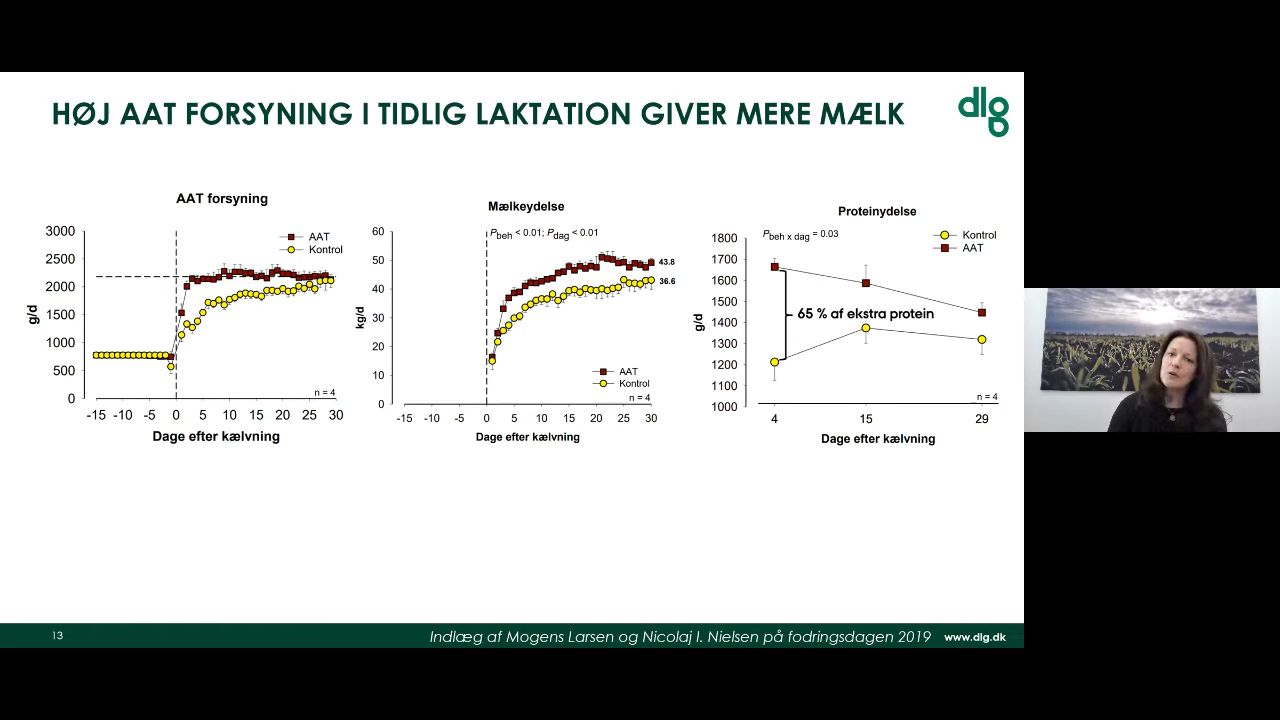 HØJ AAT FORSYNING I TIDLIG LAKTATION GIVER MERE MÆLK
dlg
AAT forsyning
3000
2500
2000
1500
1000
500
0
g/d
AAT
Kontrol
n = 4
-15 -10 -5 0 5 10 15 20 25 30
Dage efter kælvning
Mælkeydelse
P beh < 0.01; P dag < 0.01
60
50
40
30
20
10
0
kg/d
43.8
36.6
AAT
Kontrol
n = 4
-15 -10 -5 0 5 10 15 20 25 30
Dage efter kælvning
Proteinydelse
P beh x dag = 0.03
Kontrol
AAT
1800
1700
1600
1500
1400
1300
1200
1100
1000
g/d
65 % af ekstra protein
n = 4
4 15 29
Dage efter kælvning
13
Indlæg af Mogens Larsen og Nicolaj I. Nielsen på fodringsdagen 2019
www.dlg.dk